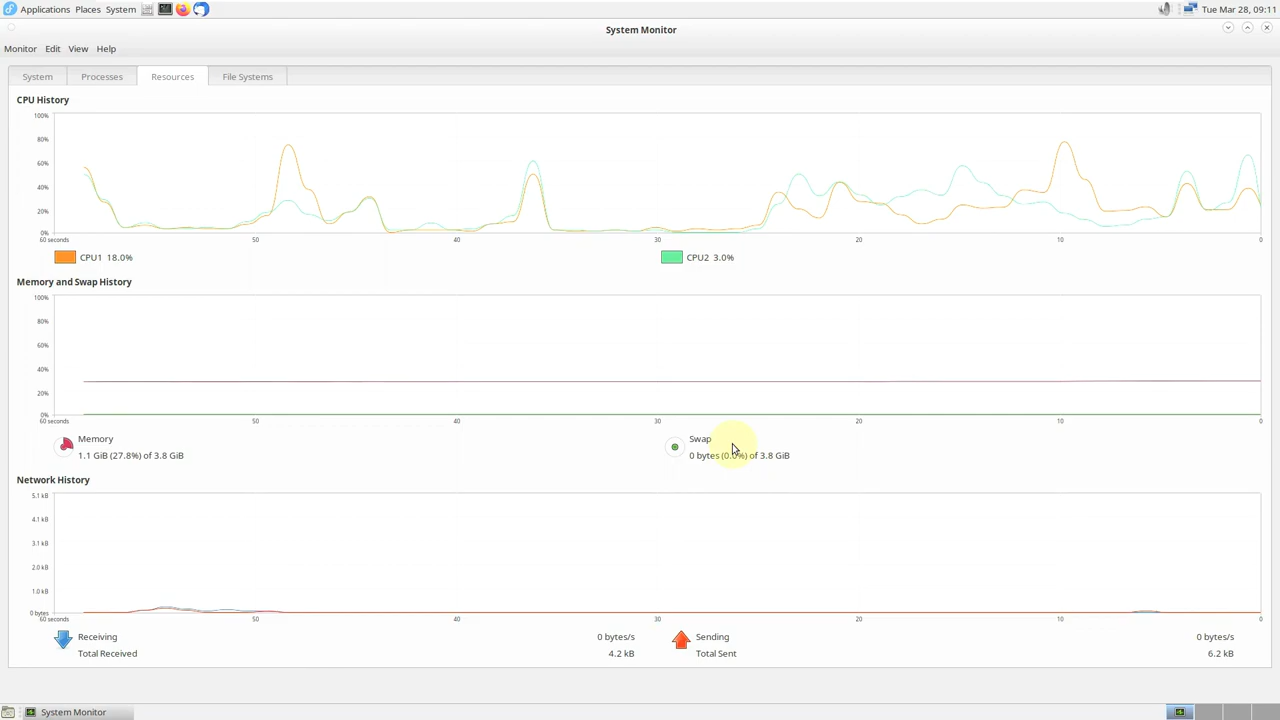 Applications Places System Tue Mar 28, 09:11
System Monitor
Monitor Edit View Help
System Processes Resources File Systems
CPU History
100%
80%
60%
40%
20%
0%
60 seconds 50 40 30 20 10 0
CPU1 18.0% CPU2 3.0%
Memory and Swap History
100%
80%
60%
40%
20%
0%
60 seconds 50 40 30 20 10 0
Memory Swap
1.1 GiB (27.8%) of 3.8 GiB 0 bytes (0.0%) of 3.8 GiB
Network History
5.1 kB
4.1 kB
3.1 kB
2.0 kB
1.0 kB
0 bytes
60 seconds 50 40 30 20 10 0
Receiving 0 bytes/s Sending 0 bytes/s
Total Received 4.2 kB Total Sent 6.2 kB
System Monitor